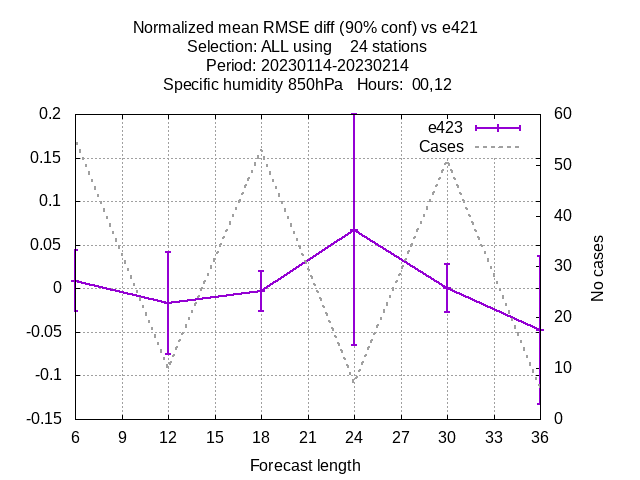 Normalized mean RMSE diff (90% conf) vs e421
Selection: ALL using    24 stations
Period: 20230114-20230214
Specific humidity 850hPa   Hours:  00,12
0.2
0.15
0.1
0.05
0
-0.05
-0.1
-0.15
60
50
40
30
20
10
0
e423
Cases
No cases
6 9 12 15 18 21 24 27 30 33 36
Forecast length